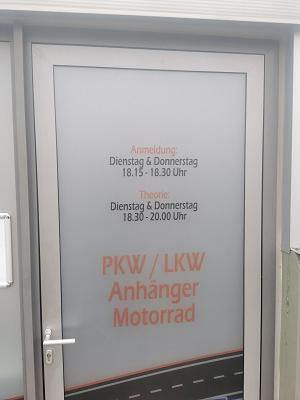 Anmeldung:
Dienstag & Donnerstag
18.15 - 18.30 Uhr
Theorie:
Dienstag & Donnerstag
18.30 - 20.00 Uhr
PKW / LKW
Anhänger
Motorrad